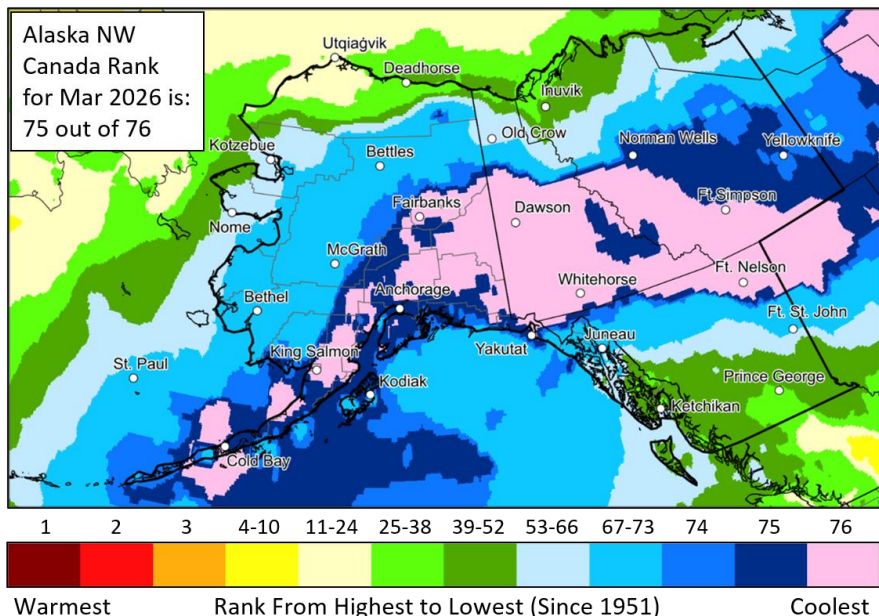 Alaska NW
Canada Rank
for Mar 2026 is:
75 out of 76
Utqiaġvik
Deadhorse
Inuvik
Old Crow
Kotzebue
Bettles
Norman Wells
Yellowknife
Nome
Fairbanks
Dawson
Ft.Simpson
McGrath
Anchorage
Whitehorse
Ft. Nelson
Bethel
Yakutat
Juneau
Ft. St. John
St. Paul
King Salmon
Kodiak
Prince George
Ketchikan
Cold Bay
1 2 3 4-10 11-24 25-38 39-52 53-66 67-73 74 75 76
Warmest Rank From Highest to Lowest (Since 1951) Coolest